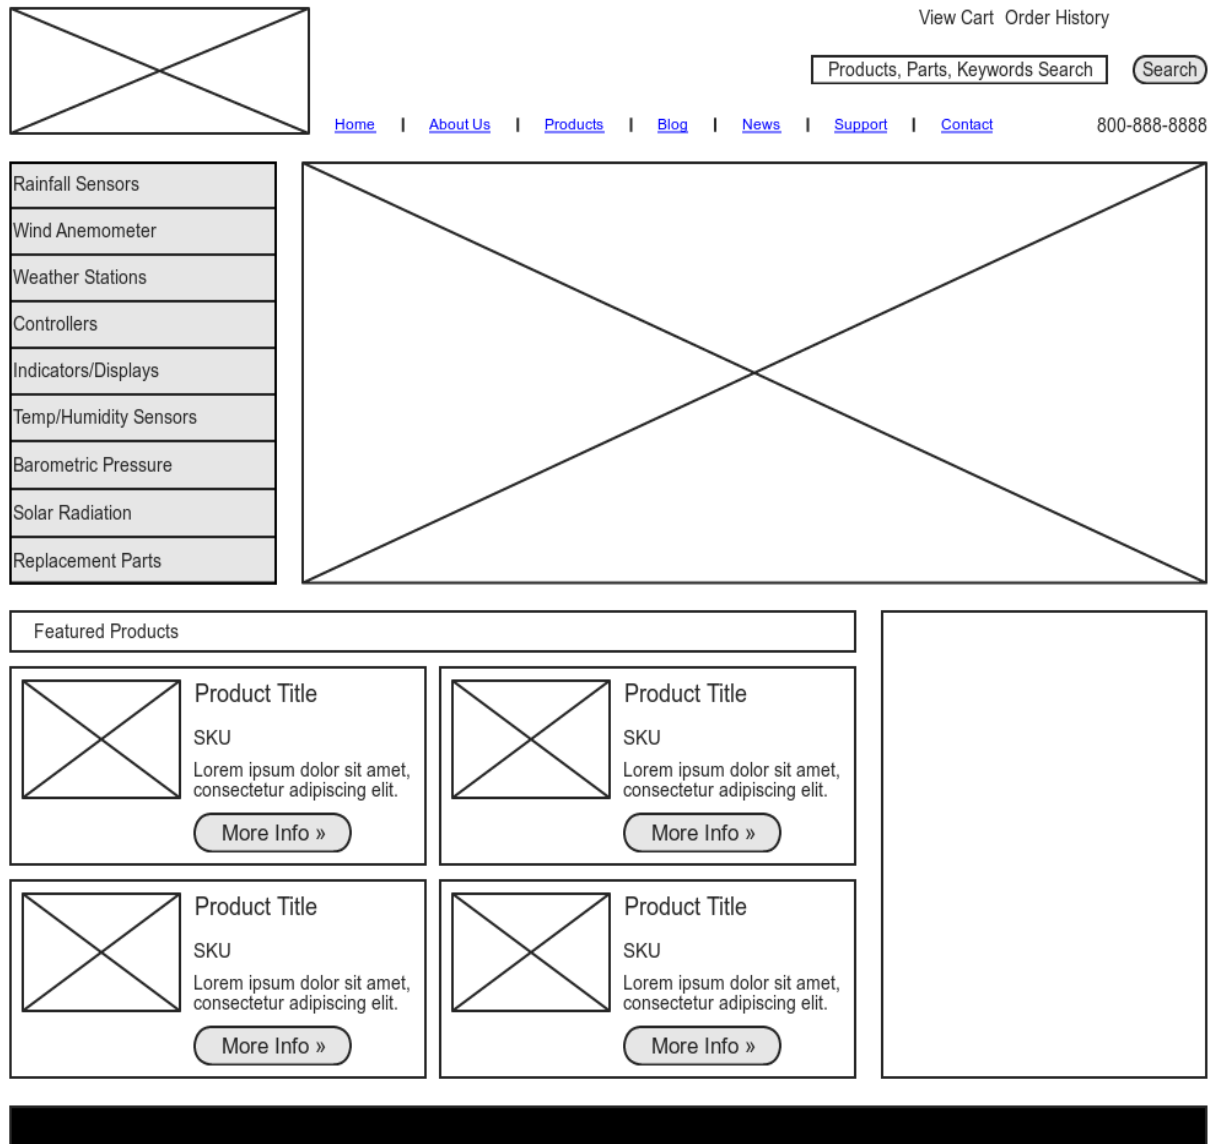 View Cart Order History
Products, Parts, Keywords Search Search
Home | About Us | Products | Blog | News | Support | Contact 800-888-8888
Rainfall Sensors
Wind Anemometer
Weather Stations
Controllers
Indicators/Displays
Temp/Humidity Sensors
Barometric Pressure
Solar Radiation
Replacement Parts
Featured Products
Product Title
SKU
Lorem ipsum dolor sit amet,
consectetur adipiscing elit.
More Info »
Product Title
SKU
Lorem ipsum dolor sit amet,
consectetur adipiscing elit.
More Info »
Product Title
SKU
Lorem ipsum dolor sit amet,
consectetur adipiscing elit.
More Info »
Product Title
SKU
Lorem ipsum dolor sit amet,
consectetur adipiscing elit.
More Info »